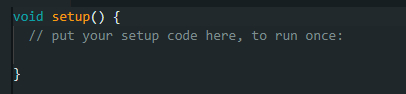 void setup() {
  // put your setup code here, to run once:
}